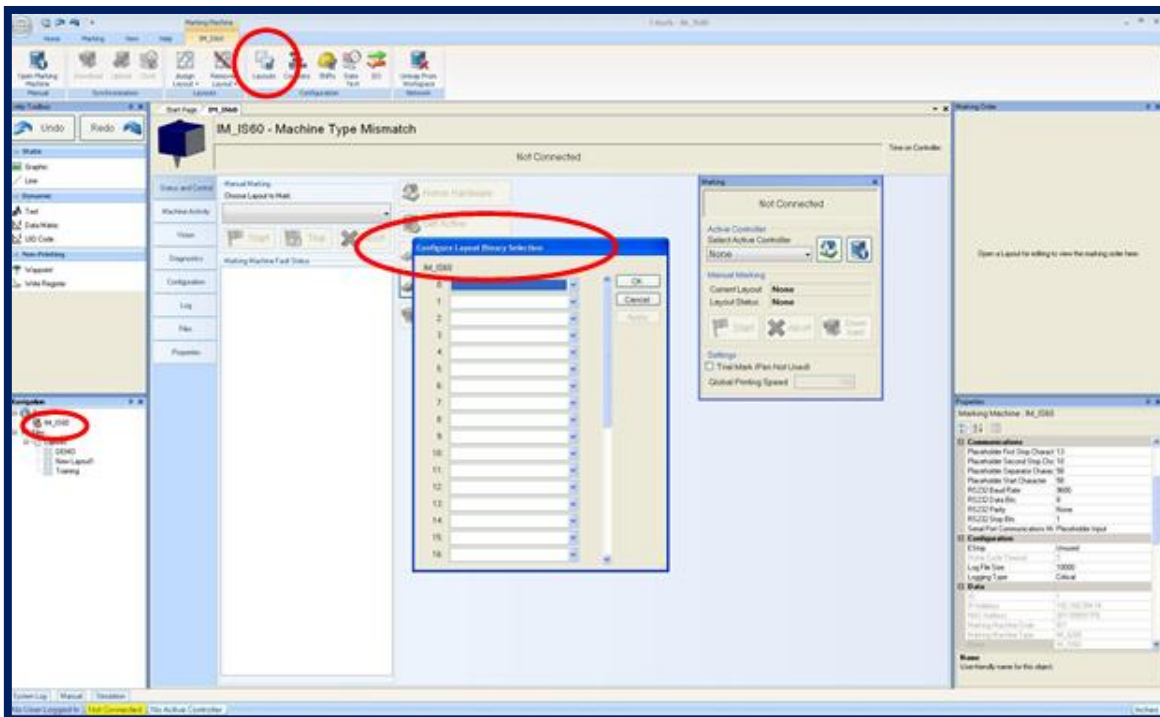 Marking Machine
Home Marking View Help IM_IS60
Open Marking Machine
Download Upload
Assign Layout
Remove Layout
Layouts
Shifts
Date Text
I/O
Unmap From Workspace
Manual Synchronization Layouts Configuration Network
Undo Redo
Static
Graphic
Line
Dynamic
Text
Data Matrix
UID Code
Non-Printing
Waypoint
Write Register
Start Page IM_IS60
IM_IS60 - Machine Type Mismatch
Not Connected
Time on Controller:
Status and Control
Machine Activity
Vision
Diagnostics
Configuration
Log
Files
Properties
Manual Marking
Choose Layout to Mark
Start Trial
Marking Machine Fault Status
Home Hardware
Set Active
Configure Layout Binary Selection
IM_IS60
0
1
2
3
4
5
6
7
8
9
10
11
12
13
14
15
16
OK
Cancel
Apply
Marking
Not Connected
Active Controller
Select Active Controller
None
Manual Marking
Current Layout None
Layout Status None
Start Abort
Settings
Trial Mark (Pen Not Used)
Global Printing Speed
Marking Order
Open a Layout for editing to view the marking order here.
Navigation
IM_IS60
DEMO
New Layout1
Training
Properties
Marking Machine : IM_IS60
Communications
Placeholder First Stop Charact 13
Placeholder Second Stop Cha 10
Placeholder Separator Charac 58
Placeholder Start Character 58
RS232 Baud Rate 9600
RS232 Data Bits 8
RS232 Parity None
RS232 Stop Bits 1
Serial Port Communications M Placeholder Input
Configuration
EStop Unused
Log File Size 10000
Logging Type Critical
Data
Name
User-friendly name for this object.
System Log Manual Simulation
No User Logged In Not Connected No Active Controller
Inches